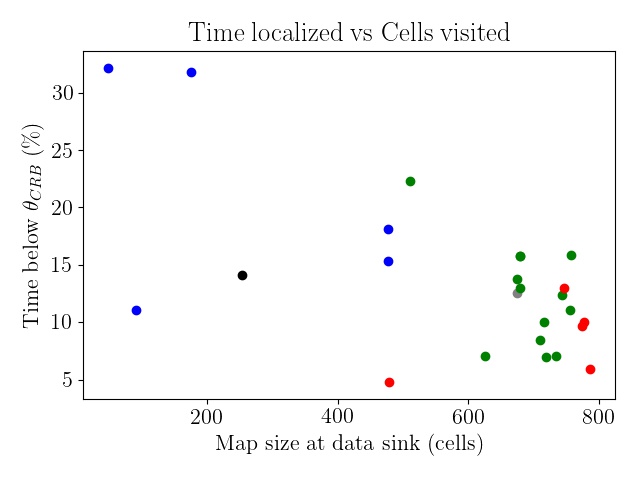 Time localized vs Cells visited
Time below θ_CRB (%)
30
25
20
15
10
5
200 400 600 800
Map size at data sink (cells)